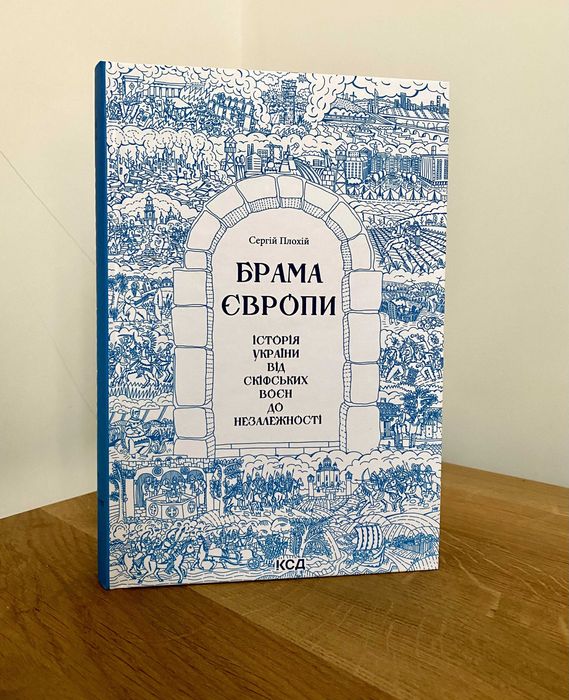 Сергій Плохій
БРАМА
ЄВРОПИ
ІСТОРІЯ
УКРАЇНИ
ВІД
СКІФСЬКИХ
ВОЄН
ДО
НЕЗАЛЕЖНОСТІ
КСД